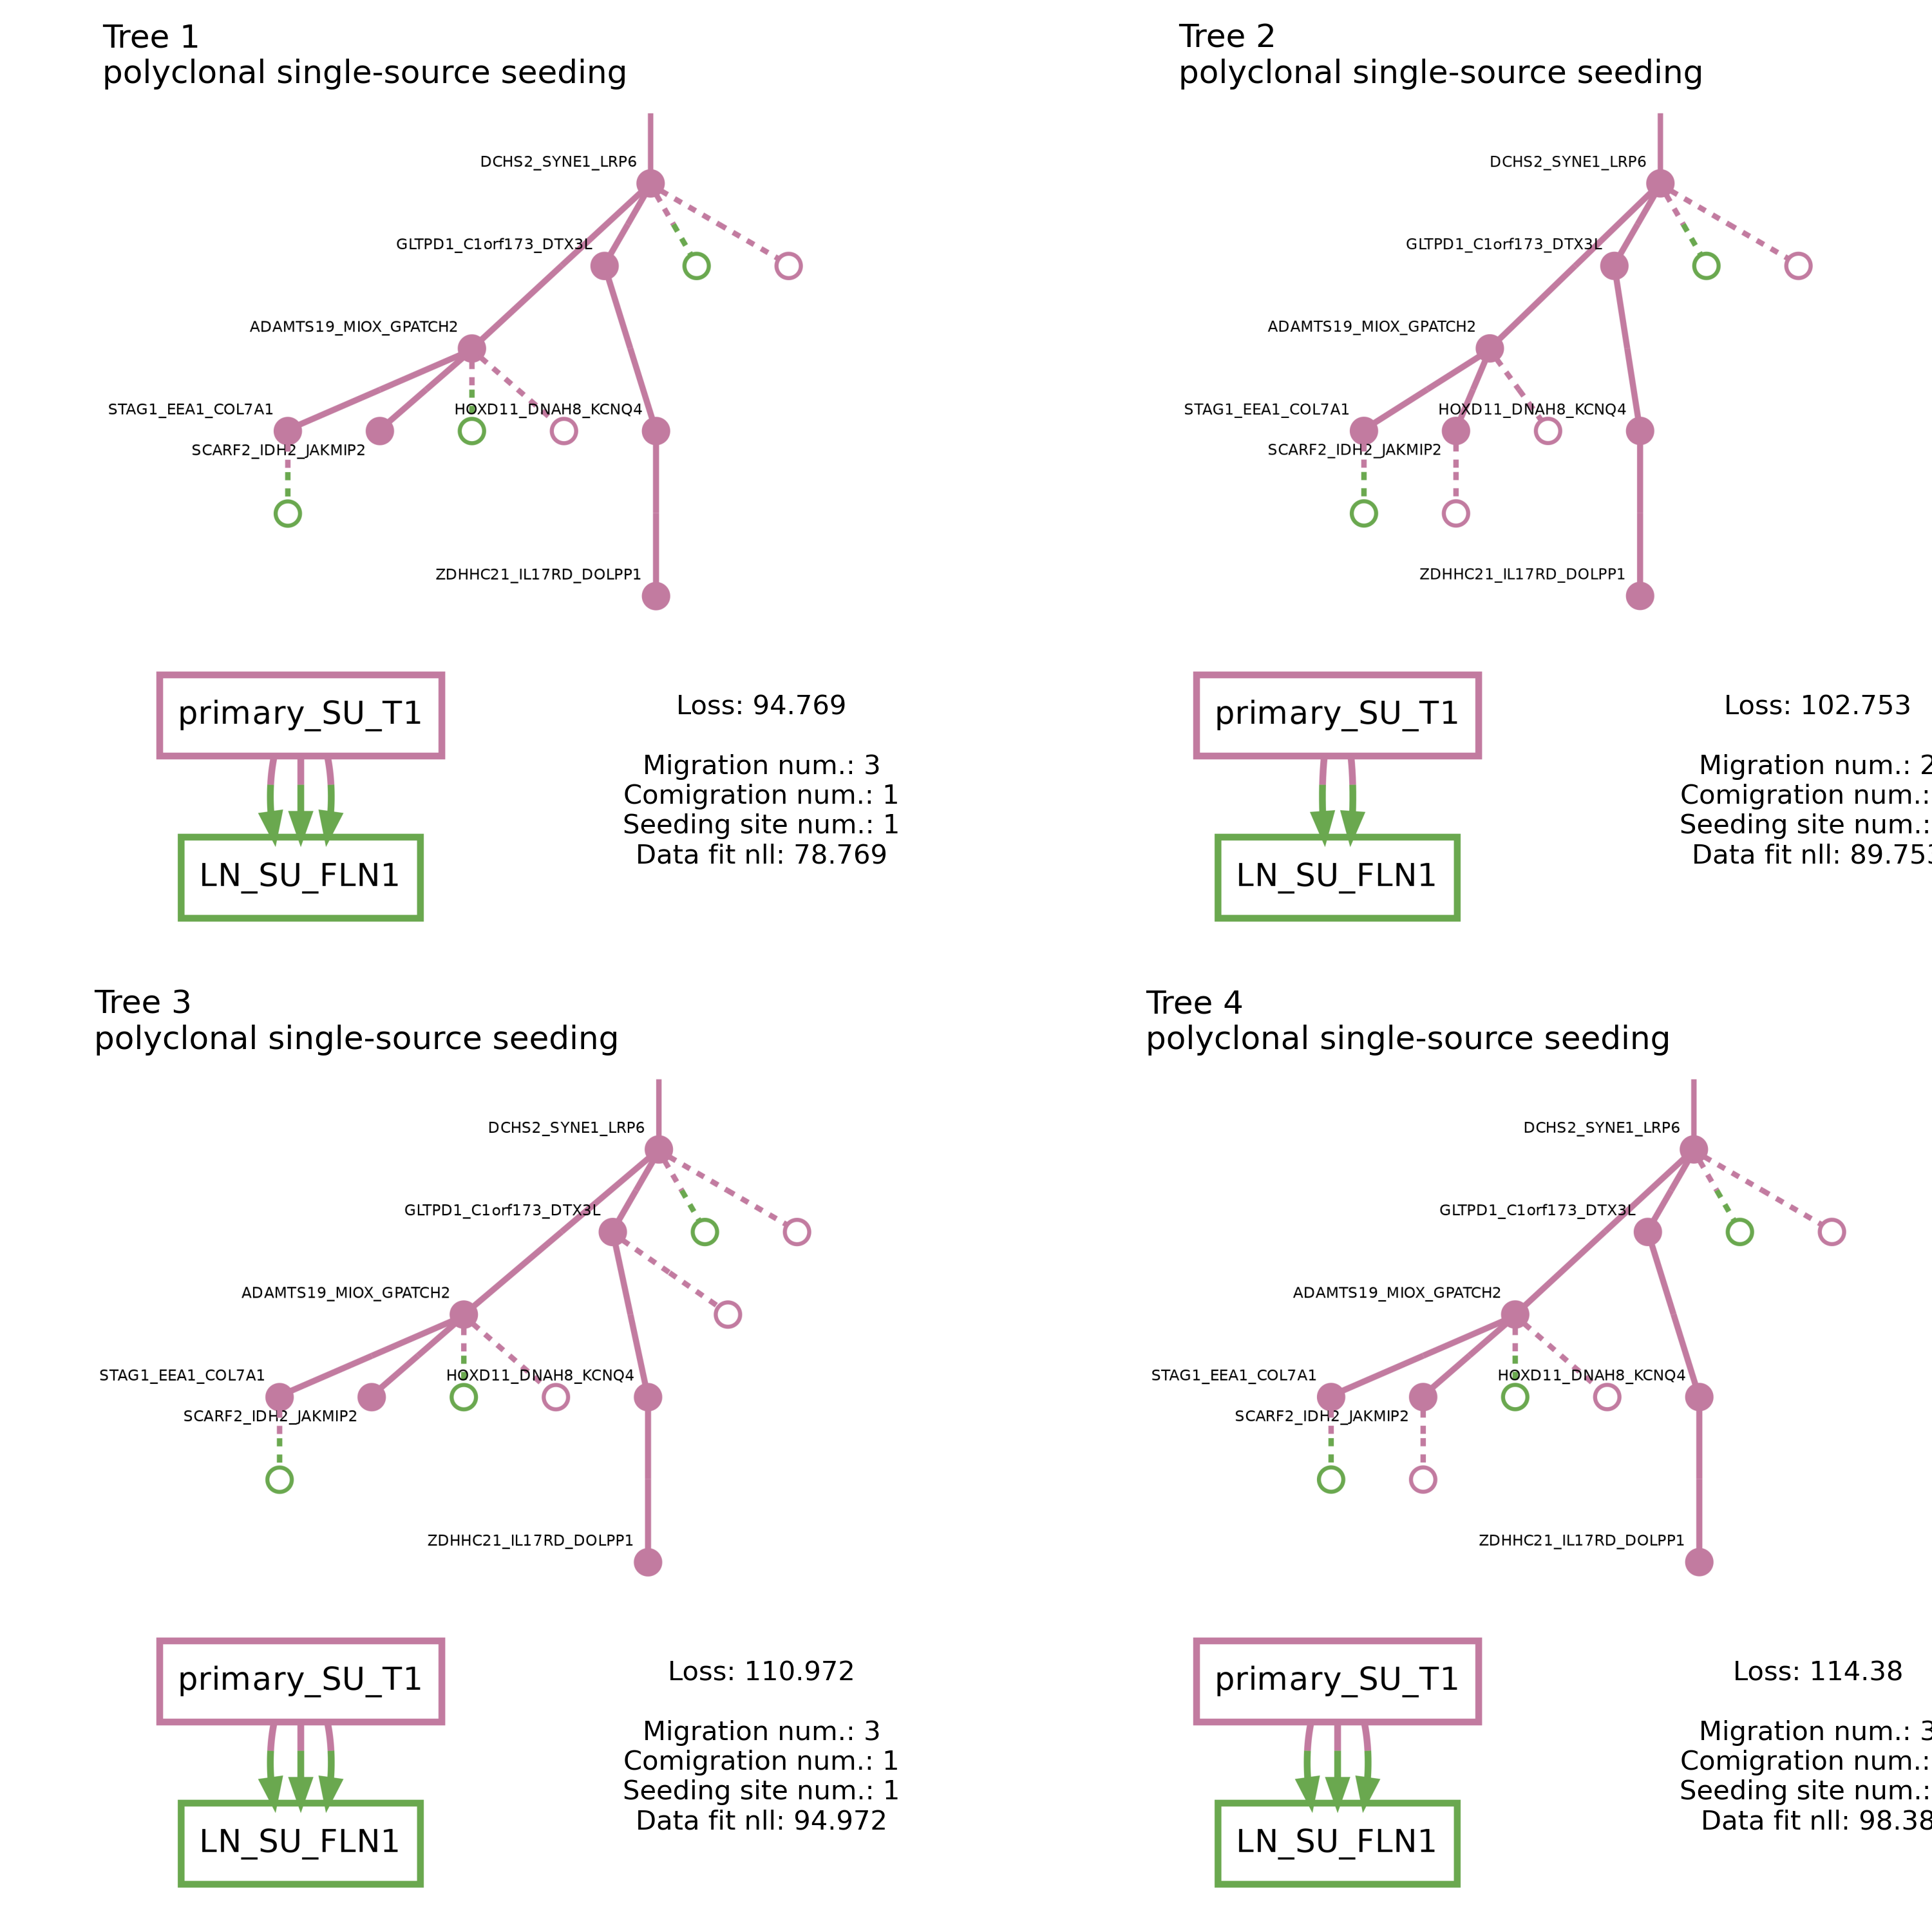 Tree 1
polyclonal single-source seeding
DCHS2_SYNE1_LRP6
GLTPD1_C1orf173_DTX3L
ADAMTS19_MIOX_GPATCH2
STAG1_EEA1_COL7A1
HOXD11_DNAH8_KCNQ4
SCARF2_IDH2_JAKMIP2
ZDHHC21_IL17RD_DOLPP1
primary_SU_T1
LN_SU_FLN1
Loss: 94.769
Migration num.: 3
Comigration num.: 1
Seeding site num.: 1
Data fit nll: 78.769
Tree 2
polyclonal single-source seeding
DCHS2_SYNE1_LRP6
GLTPD1_C1orf173_DTX3L
ADAMTS19_MIOX_GPATCH2
STAG1_EEA1_COL7A1
HOXD11_DNAH8_KCNQ4
SCARF2_IDH2_JAKMIP2
ZDHHC21_IL17RD_DOLPP1
primary_SU_T1
LN_SU_FLN1
Loss: 102.753
Migration num.: 2
Comigration num.:
Seeding site num.:
Data fit nll: 89.753
Tree 3
polyclonal single-source seeding
DCHS2_SYNE1_LRP6
GLTPD1_C1orf173_DTX3L
ADAMTS19_MIOX_GPATCH2
STAG1_EEA1_COL7A1
HOXD11_DNAH8_KCNQ4
SCARF2_IDH2_JAKMIP2
ZDHHC21_IL17RD_DOLPP1
primary_SU_T1
LN_SU_FLN1
Loss: 110.972
Migration num.: 3
Comigration num.: 1
Seeding site num.: 1
Data fit nll: 94.972
Tree 4
polyclonal single-source seeding
DCHS2_SYNE1_LRP6
GLTPD1_C1orf173_DTX3L
ADAMTS19_MIOX_GPATCH2
STAG1_EEA1_COL7A1
HOXD11_DNAH8_KCNQ4
SCARF2_IDH2_JAKMIP2
ZDHHC21_IL17RD_DOLPP1
primary_SU_T1
LN_SU_FLN1
Loss: 114.38
Migration num.: 3
Comigration num.:
Seeding site num.:
Data fit nll: 98.38